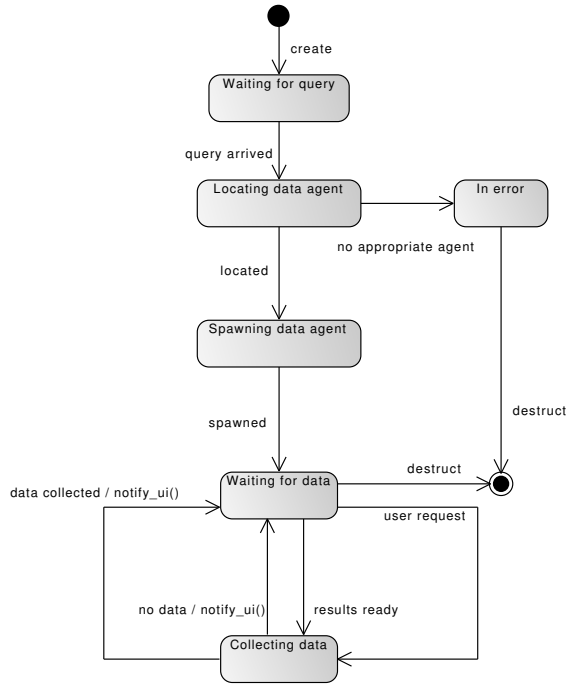 create
Waiting for query
query arrived
Locating data agent
In error
no appropriate agent
located
Spawning data agent
destruct
spawned
destruct
Waiting for data
data collected / notify_ui()
user request
no data / notify_ui()
results ready
Collecting data